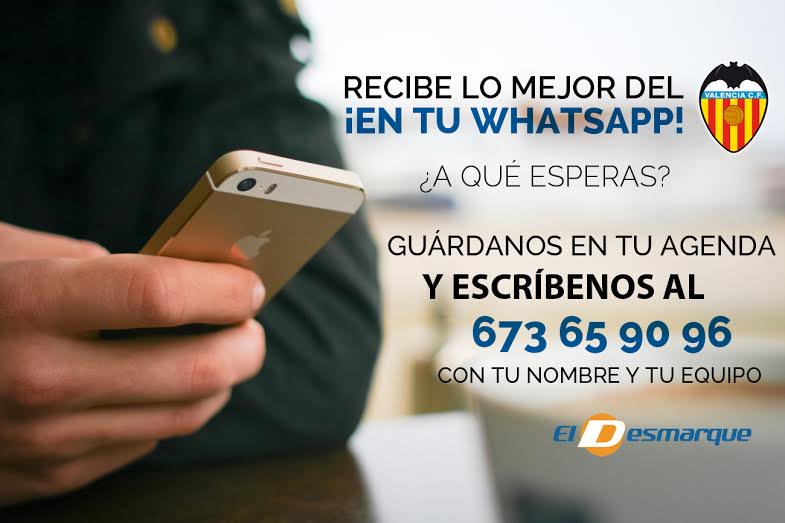 RECIBE LO MEJOR DEL
¡EN TU WHATSAPP!
VALENCIA C.F.
¿A QUÉ ESPERAS?
GUÁRDANOS EN TU AGENDA
Y ESCRÍBENOS AL
673 65 90 96
CON TU NOMBRE Y TU EQUIPO
El Desmarque